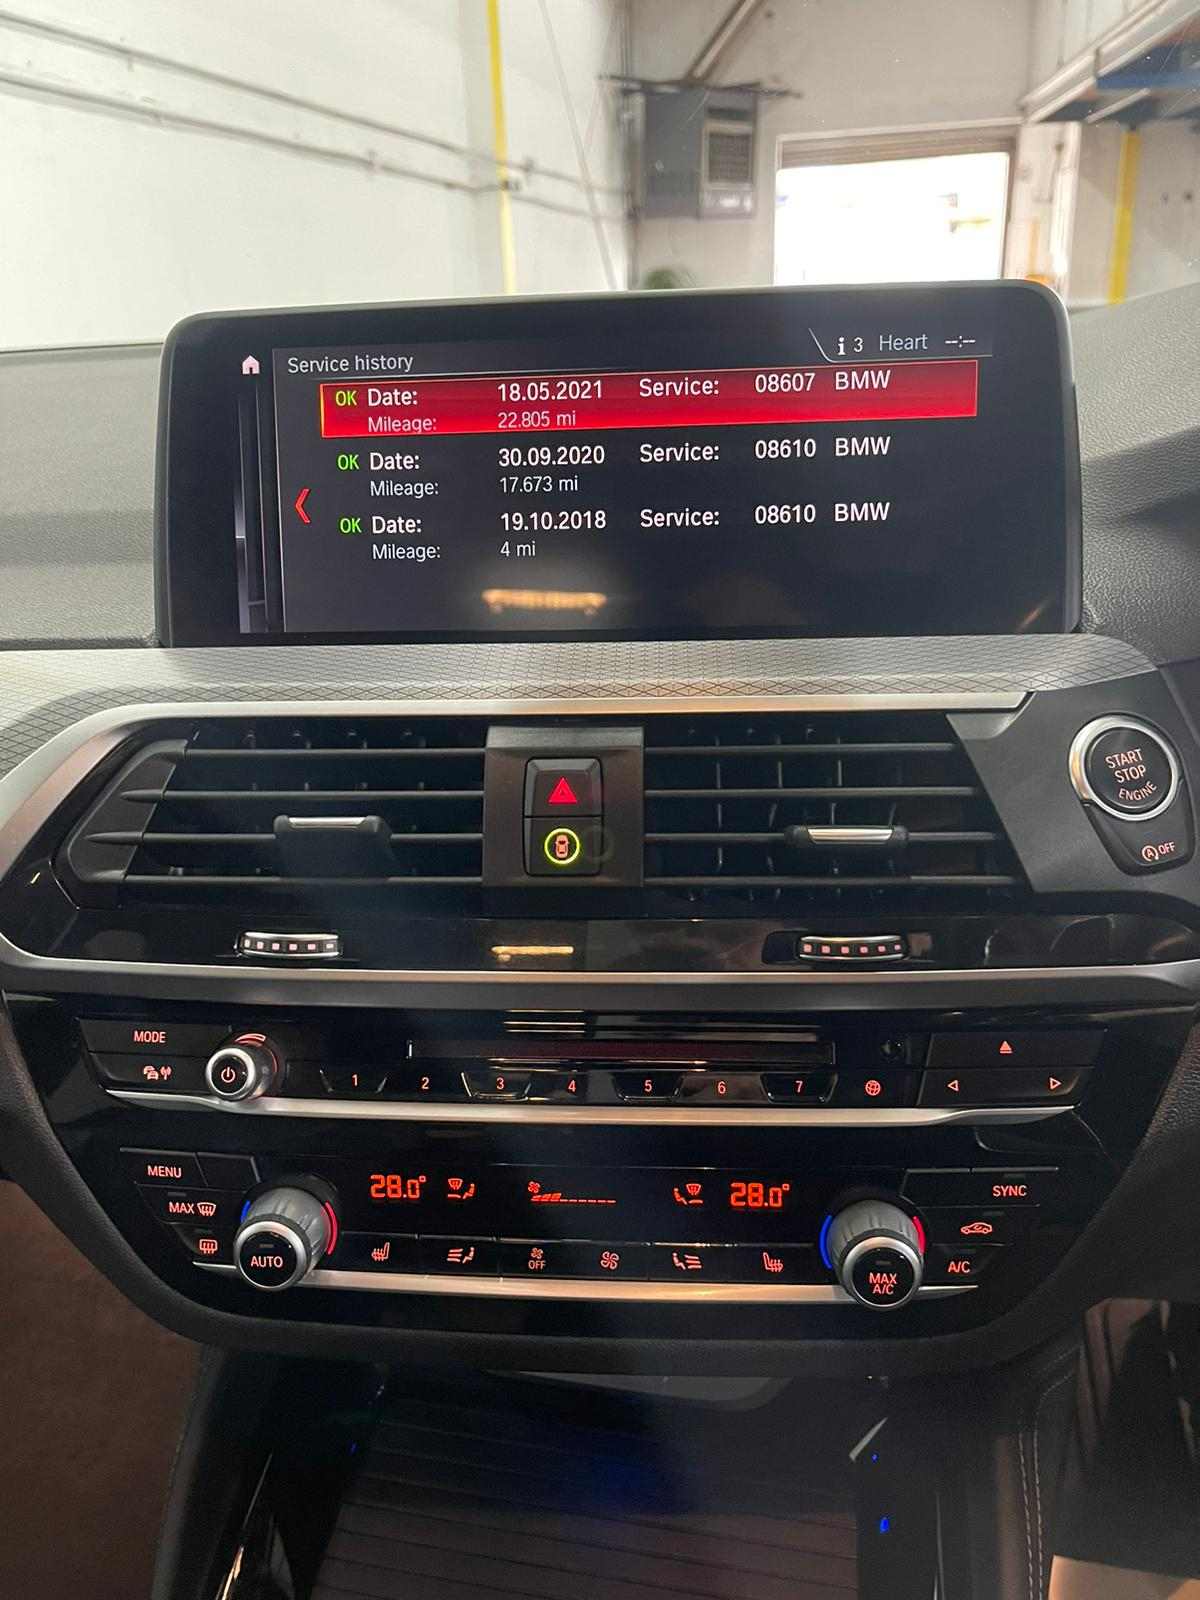 Service history
i 3 Heart --:--
OK Date: 18.05.2021 Service: 08607 BMW
Mileage: 22.805 mi
OK Date: 30.09.2020 Service: 08610 BMW
Mileage: 17.673 mi
OK Date: 19.10.2018 Service: 08610 BMW
Mileage: 4 mi
START
STOP
ENGINE
A OFF
MODE
1 2 3 4 5 6 7
MENU
28.0° 28.0°
SYNC
MAX
AUTO
OFF
MAX
A/C
A/C